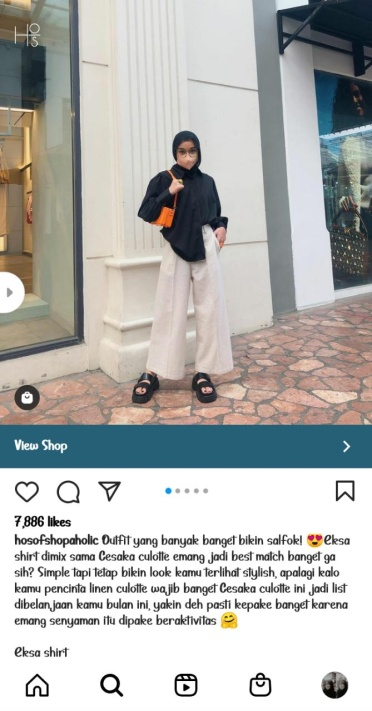 HOS
View Shop
7,886 likes
hosofshopaholic Outfit yang banyak banget bikin salfok! 😍Eksa
shirt dimix sama Cesaka culotte emang jadi best match banget ga
sih? Simple tapi tetap bikin look kamu terlihat stylish, apalagi kalo
kamu pencinta linen culotte wajib banget Cesaka culotte ini jadi list
dibelanjaan kamu bulan ini, yakin deh pasti kepake banget karena
emang senyaman itu dipake beraktivitas 🤗
Eksa shirt